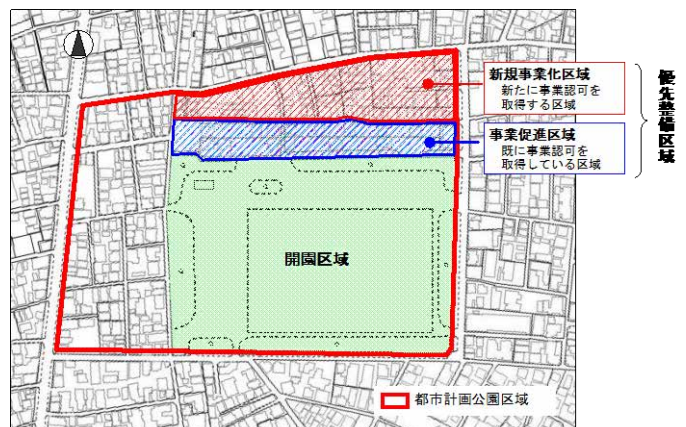 新規事業化区域
新たに事業認可を
取得する区域
事業促進区域
既に事業認可を
取得している区域
優先整備区域
開園区域
都市計画公園区域